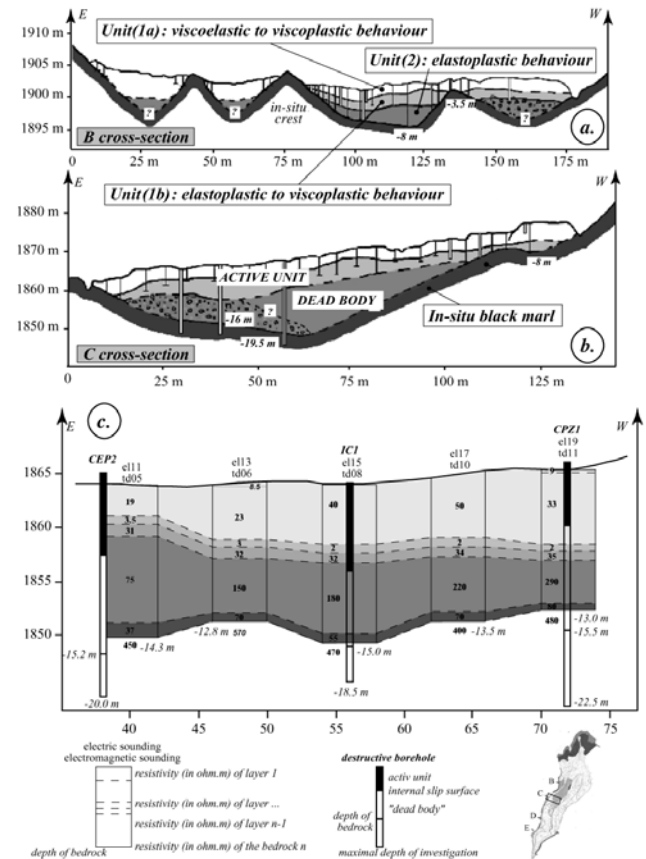 E
W
1910 m
Unit(1a) : viscoelastic to viscoplastic behaviour
1905 m
Unit(2) : elastoplastic behaviour
1900 m
in-situ
crest
-3.5 m
?
?
?
1895 m
-8 m
a.
B cross-section
0 25 m 50 m 75 m 100 m 125 m 150 m 175 m
E
W
Unit(1b) : elastoplastic to viscoplastic behaviour
1880 m
1870 m
-8 m
ACTIVE UNIT
1860 m
DEAD BODY
?
-16 m
In-situ black marl
1850 m
-19.5 m
C cross-section
b.
0 25 m 50 m 75 m 100 m 125 m
c.
E
W
CEP2
el11
td05
el13
td06
IC1
el15
td08
el17
td10
CPZ1
el19
td11
1865
1860
1855
1850
19
3.5
31
75
37
450
-14.3 m
-15.2 m
-20.0 m
8.5
23
32
150
70
570
-12.8 m
40
2
32
180
55
470
-15.0 m
-18.5 m
50
2
34
220
70
400
-13.5 m
9
33
2
35
290
480
-13.0 m
-15.5 m
-22.5 m
40 45 50 55 60 65 70 75
electric sounding
electromagnetic sounding
resistivity (in ohm.m) of layer 1
resistivity (in ohm.m) of layer ...
resistivity (in ohm.m) of layer n-1
resistivity (in ohm.m) of the bedrock n
depth of bedrock
destructive borehole
activ unit
internal slip surface
"dead body"
depth of
bedrock
maximal depth of investigation
B
C
D
E